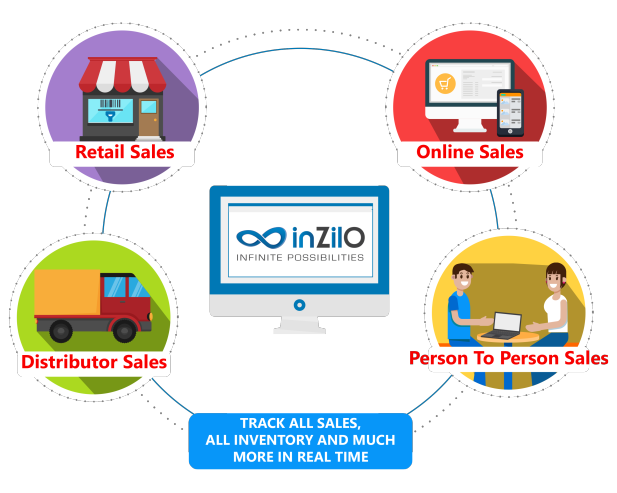 Retail Sales
Online Sales
inZilO
INFINITE POSSIBILITIES
Distributor Sales
Person To Person Sales
TRACK ALL SALES,
ALL INVENTORY AND MUCH
MORE IN REAL TIME